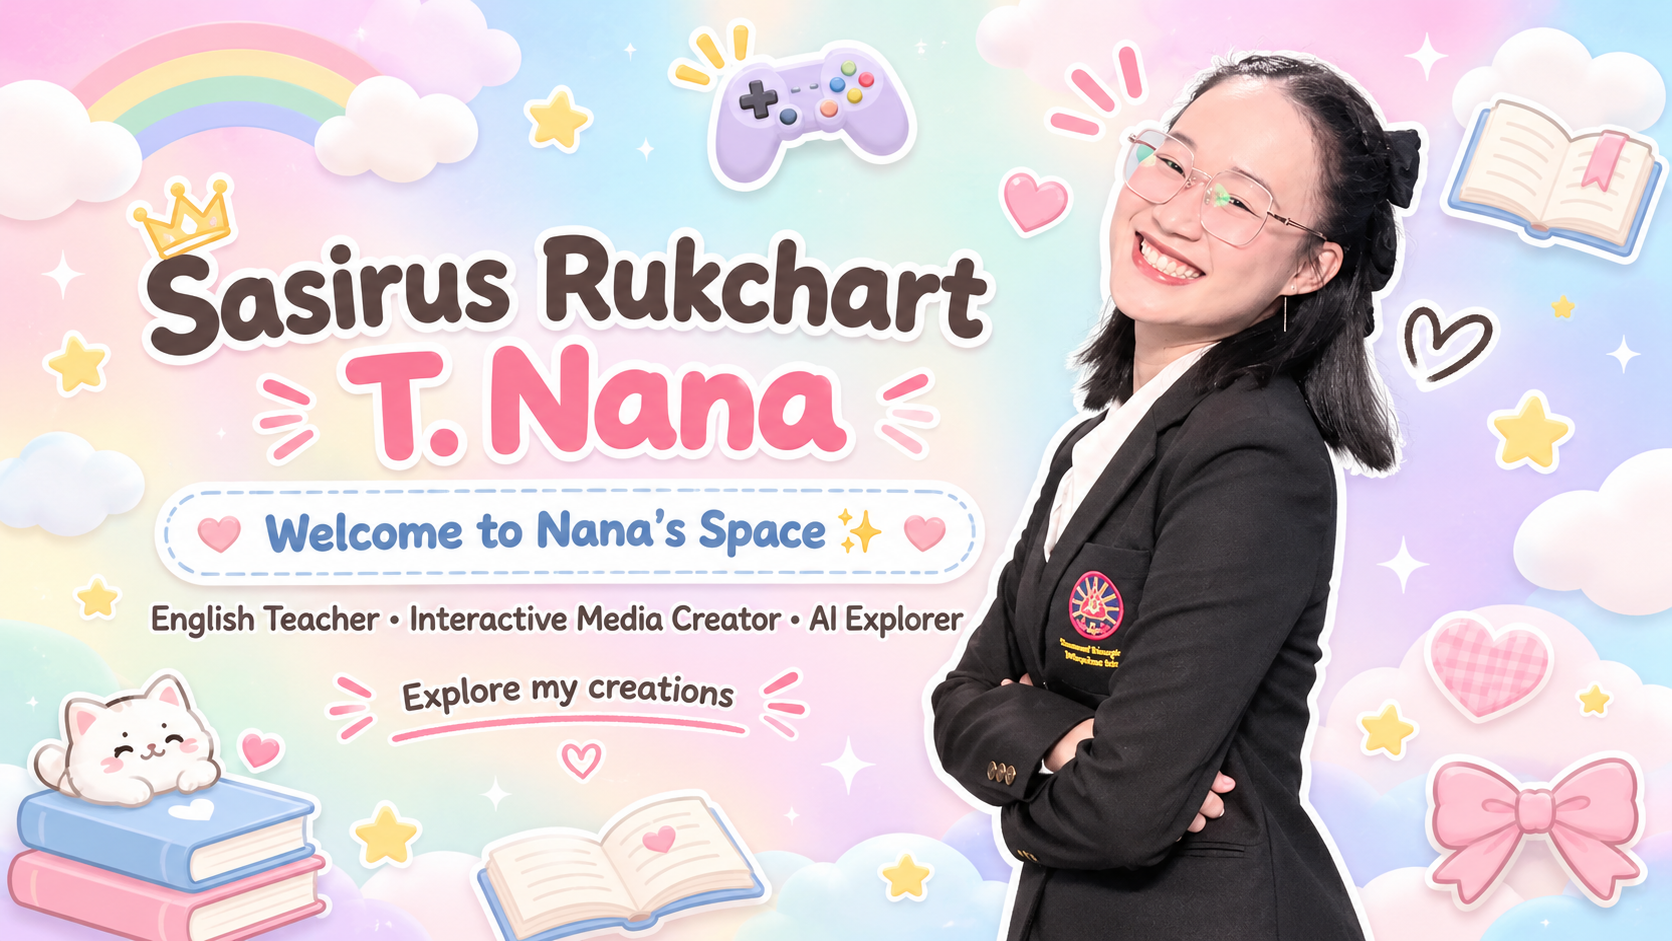 Sasirus Rukchart
T. Nana
Welcome to Nana's Space ✨
English Teacher • Interactive Media Creator • AI Explorer
Explore my creations